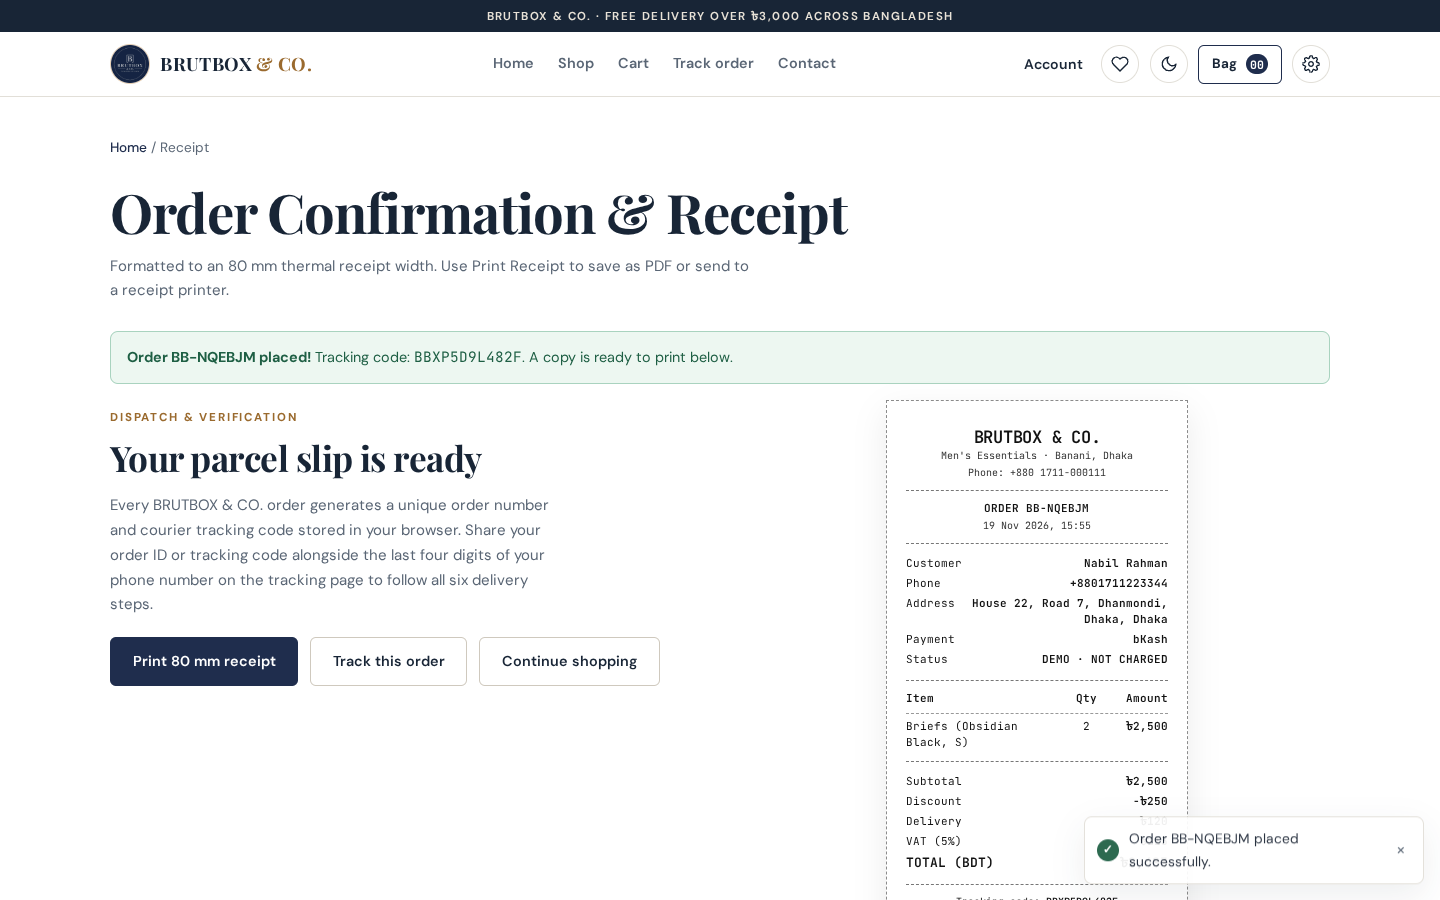 BRUTBOX & CO. · FREE DELIVERY OVER ৳3,000 ACROSS BANGLADESH
BRUTBOX & CO.
Home
Shop
Cart
Track order
Contact
Account
Bag 00
Home / Receipt
Order Confirmation & Receipt
Formatted to an 80 mm thermal receipt width. Use Print Receipt to save as PDF or send to
a receipt printer.
Order BB-NQEBJM placed! Tracking code: BBXP5D9L482F. A copy is ready to print below.
DISPATCH & VERIFICATION
Your parcel slip is ready
Every BRUTBOX & CO. order generates a unique order number
and courier tracking code stored in your browser. Share your
order ID or tracking code alongside the last four digits of your
phone number on the tracking page to follow all six delivery
steps.
Print 80 mm receipt
Track this order
Continue shopping
BRUTBOX & CO.
Men's Essentials · Banani, Dhaka
Phone: +880 1711-000111
ORDER BB-NQEBJM
19 Nov 2026, 15:55
Customer Nabil Rahman
Phone +8801711223344
Address House 22, Road 7, Dhanmondi,
Dhaka, Dhaka
Payment bKash
Status DEMO · NOT CHARGED
Item Qty Amount
Briefs (Obsidian 2 ৳2,500
Black, S)
Subtotal ৳2,500
Discount -৳250
Delivery ৳120
VAT (5%)
TOTAL (BDT)
Order BB-NQEBJM placed
successfully.
×